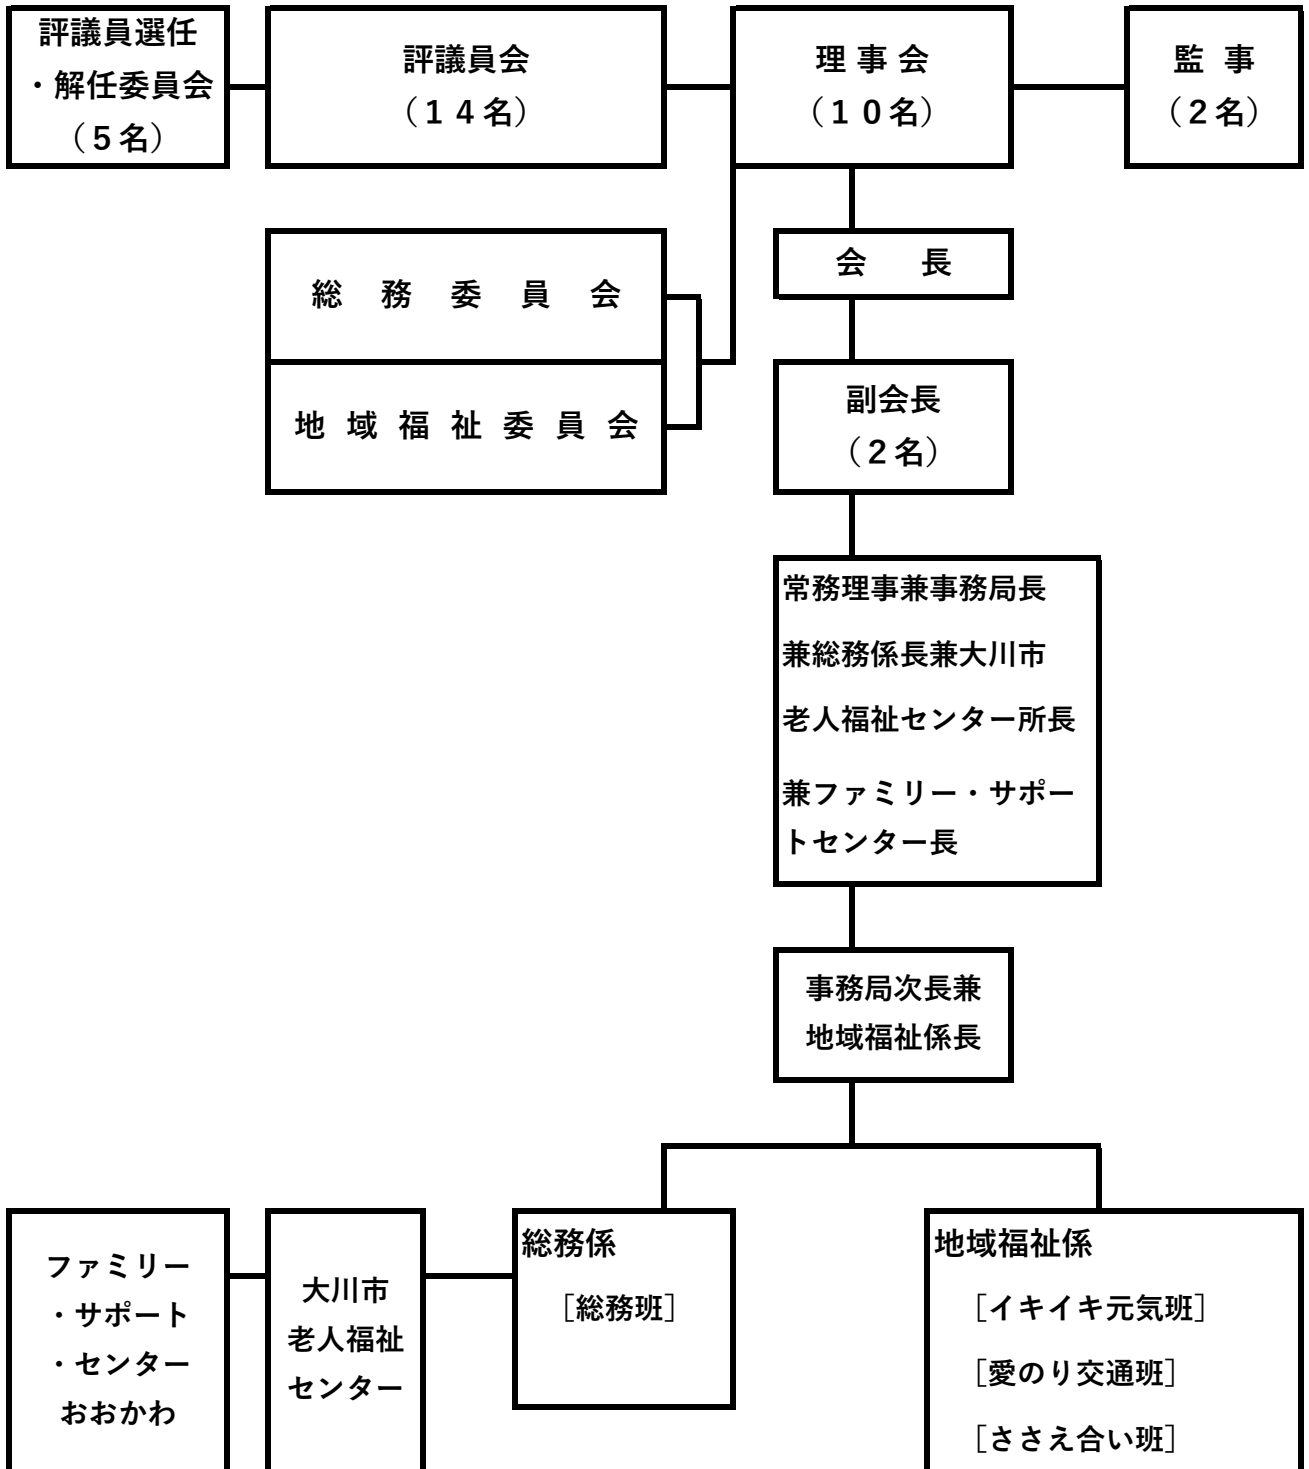 評議員選任
・解任委員会
（５名）
評議員会
（１４名）
理事会
（１０名）
監事
（２名）
総務委員会
地域福祉委員会
会長
副会長
（２名）
常務理事兼事務局長
兼総務係長兼大川市
老人福祉センター所長
兼ファミリー・サポー
トセンター長
事務局次長兼
地域福祉係長
ファミリー
・サポート
・センター
おおかわ
大川市
老人福祉
センター
総務係
［総務班］
地域福祉係
［イキイキ元気班］
［愛のり交通班］
［ささえ合い班］